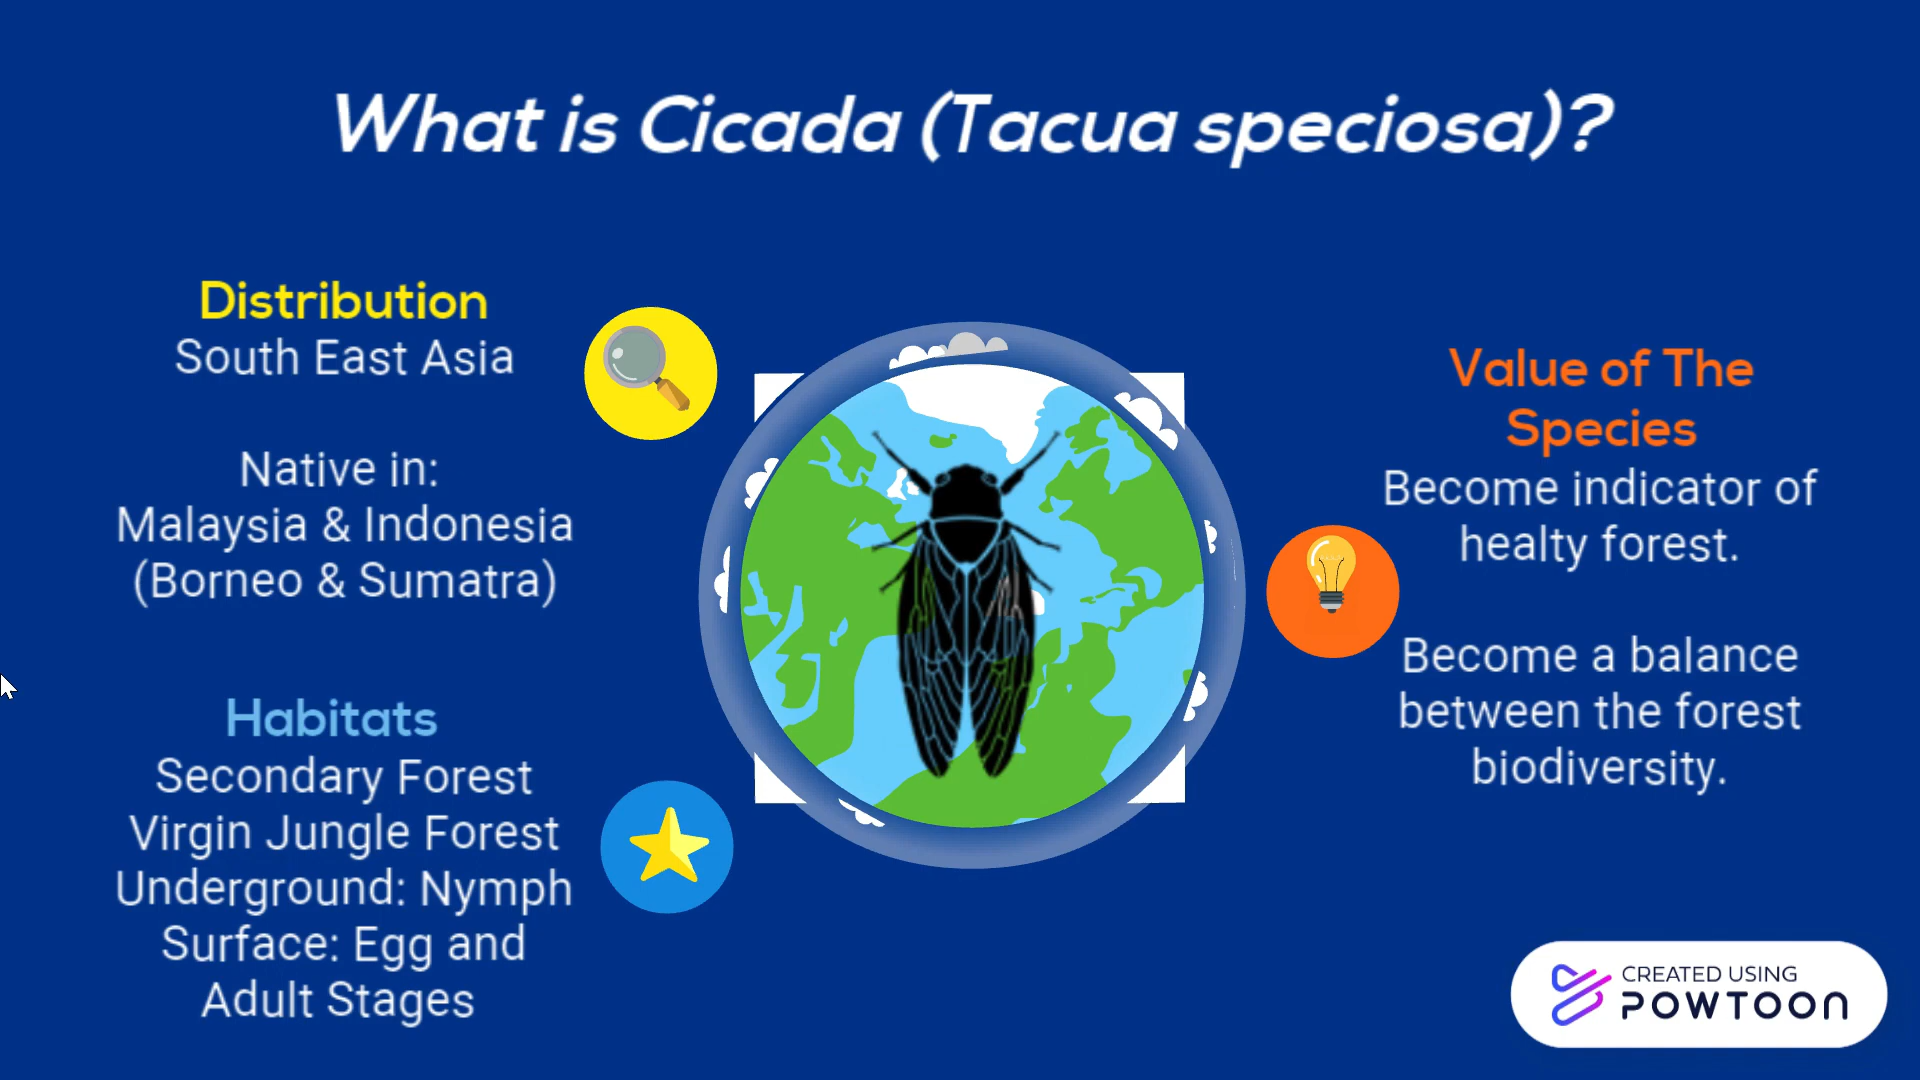 What is Cicada (Tacua speciosa)?
Distribution
South East Asia
Native in:
Malaysia & Indonesia
(Borneo & Sumatra)
Habitats
Secondary Forest
Virgin Jungle Forest
Underground: Nymph
Surface: Egg and
Adult Stages
Value of The
Species
Become indicator of
healty forest.
Become a balance
between the forest
biodiversity.
CREATED USING
POWTOON